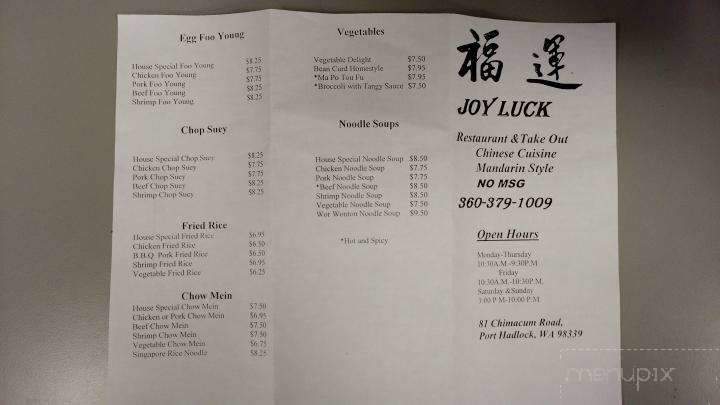 Egg Foo Young
House Special Foo Young $8.25
Chicken Foo Young $7.75
Pork Foo Young $7.75
Beef Foo Young $8.25
Shrimp Foo Young $8.25
Chop Suey
House Special Chop Suey $8.25
Chicken Chop Suey $7.75
Pork Chop Suey $7.75
Beef Chop Suey $8.25
Shrimp Chop Suey $8.25
Fried Rice
House Special Fried Rice $6.95
Chicken Fried Rice $6.50
B.B.Q Pork Fried Rice $6.50
Shrimp Fried Rice $6.95
Vegetable Fried Rice $6.25
Chow Mein
House Special Chow Mein $7.50
Chicken or Pork Chow Mein $6.95
Beef Chow Mein $7.50
Shrimp Chow Mein $7.50
Vegetable Chow Mein $6.75
Singapore Rice Noodle $8.25
Vegetables
Vegetable Delight $7.50
Bean Curd Homestyle $7.95
*Ma Po Tou Fu $7.95
*Broccoli with Tangy Sauce $7.50
Noodle Soups
House Special Noodle Soup $8.50
Chicken Noodle Soup $7.75
Pork Noodle Soup $7.75
*Beef Noodle Soup $8.50
Shrimp Noodle Soup $8.50
Vegetable Noodle Soup $7.50
Wor Wonton Noodle Soup $9.50
*Hot and Spicy
福運
JOY LUCK
Restaurant & Take Out
Chinese Cuisine
Mandarin Style
NO MSG
360-379-1009
Open Hours
Monday-Thursday
10:30A.M.-9:30P.M
Friday
10:30A.M.-10:30P.M.
Saturday &Sunday
3:00 P.M-10:00 P.M
81 Chimacum Road,
Port Hadlock, WA 98339
menupix